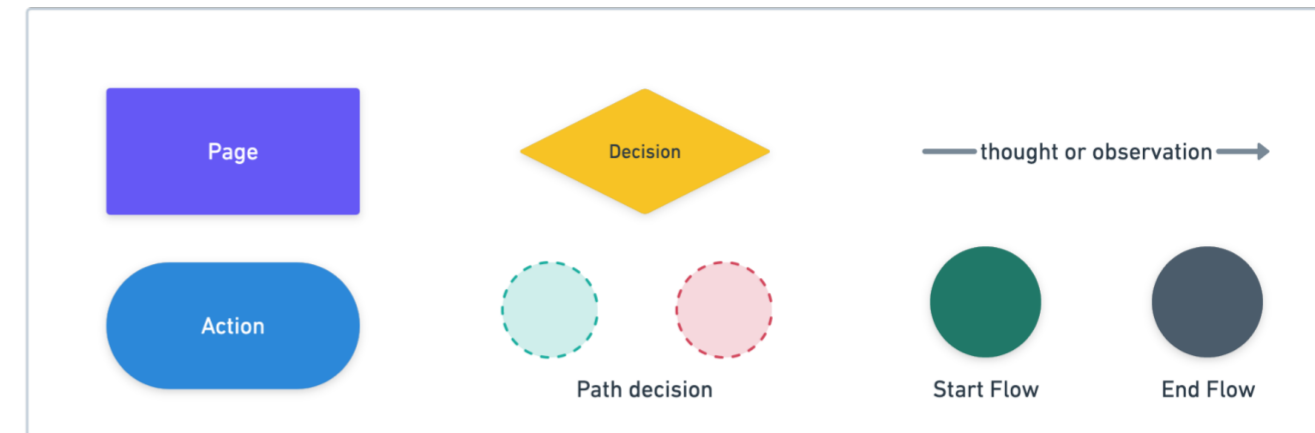 Page
Decision
thought or observation
Action
Path decision
Start Flow
End Flow